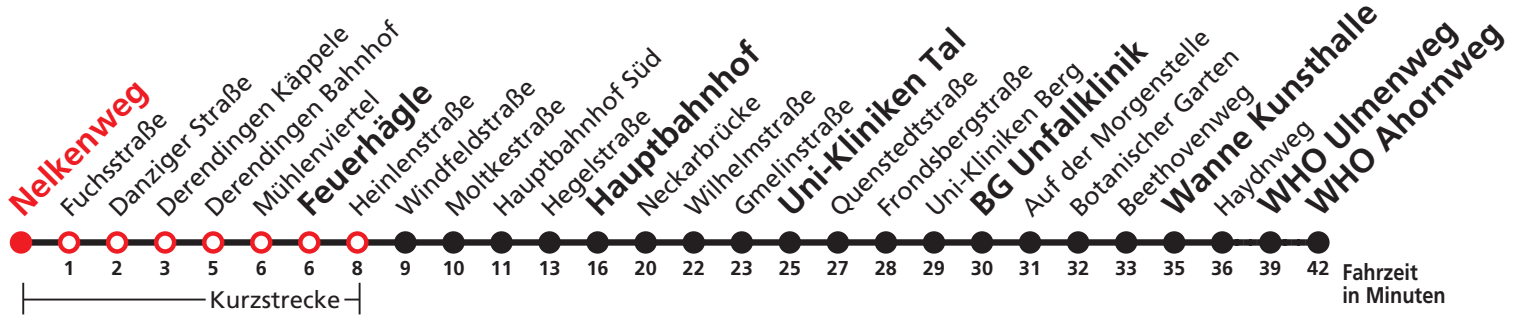 Nelkenweg
Fuchsstraße
Danziger Straße
Derendingen Käppele
Derendingen Bahnhof
Mühlenviertel
Feuerhägle
Heinlenstraße
Windfeldstraße
Moltkestraße
Hauptbahnhof Süd
Hegelstraße
Hauptbahnhof
Neckarbrücke
Wilhelmstraße
Gmelinstraße
Uni-Kliniken Tal
Quenstedtstraße
Frondsbergstraße
Uni-Kliniken Berg
BG Unfallklinik
Auf der Morgenstelle
Botanischer Garten
Beethovenweg
Wanne Kunsthalle
Haydnweg
WHO Ulmenweg
WHO Ahornweg
1 2 3 5 6 6 8 9 10 11 13 16 20 22 23 25 27 28 29 30 31 32 33 35 36 39 42 Fahrzeit
in Minuten
Kurzstrecke